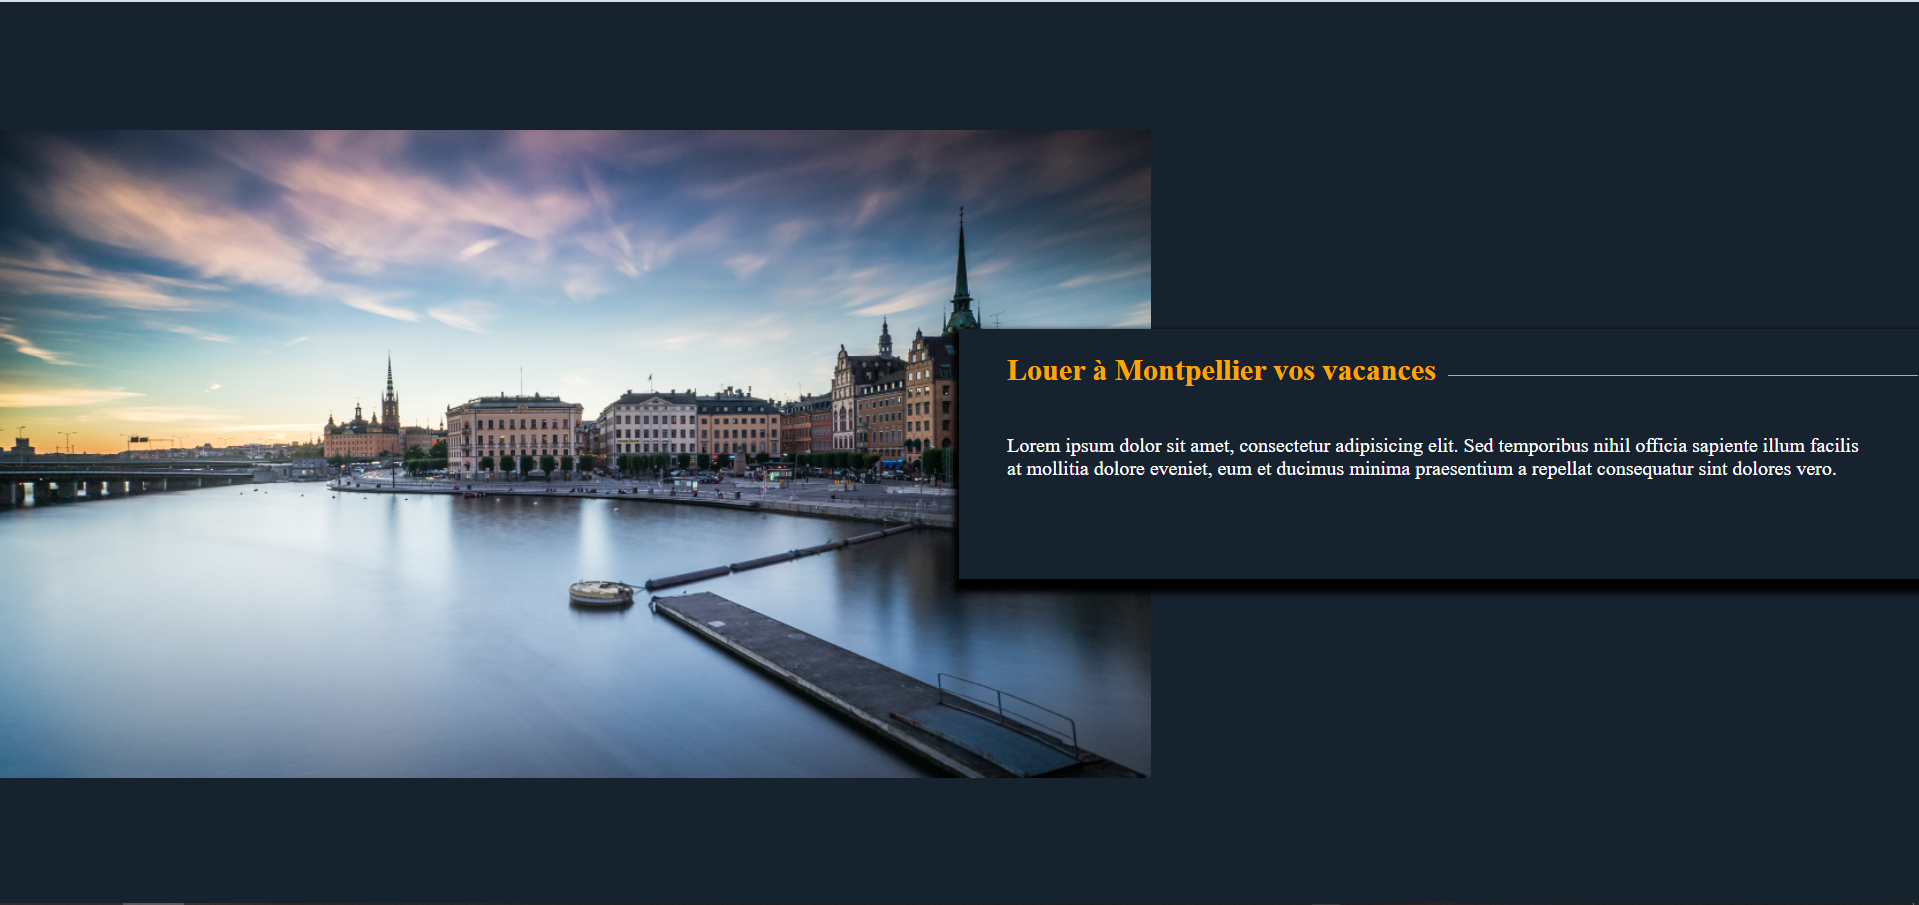 Louer à Montpellier vos vacances
Lorem ipsum dolor sit amet, consectetur adipisicing elit. Sed temporibus nihil officia sapiente illum facilis
at mollitia dolore eveniet, eum et ducimus minima praesentium a repellat consequatur sint dolores vero.